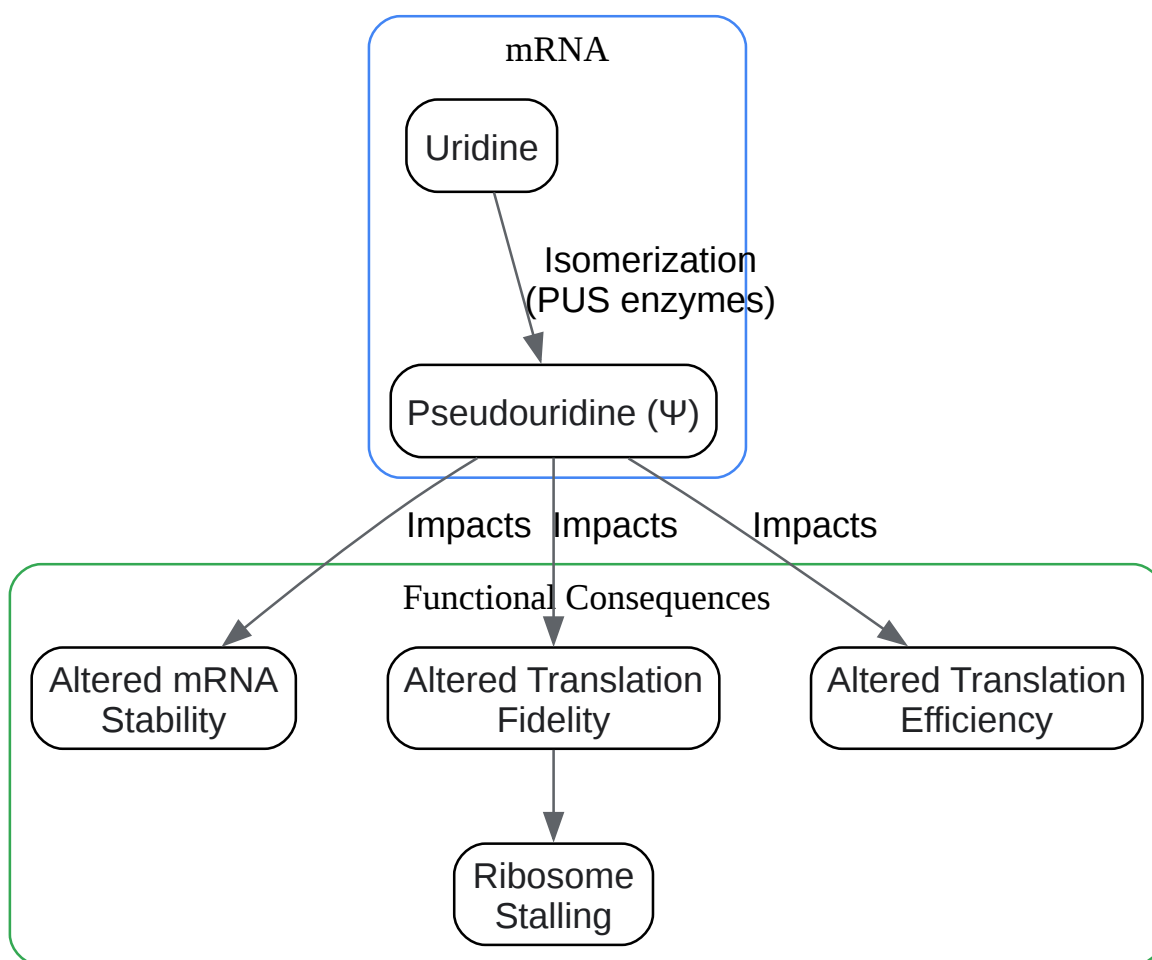 mRNA
Uridine
Isomerization
(PUS enzymes)
Pseudouridine (Ψ)
Impacts
Impacts
Impacts
Functional Consequences
Altered mRNA
Stability
Altered Translation
Fidelity
Altered Translation
Efficiency
Ribosome
Stalling